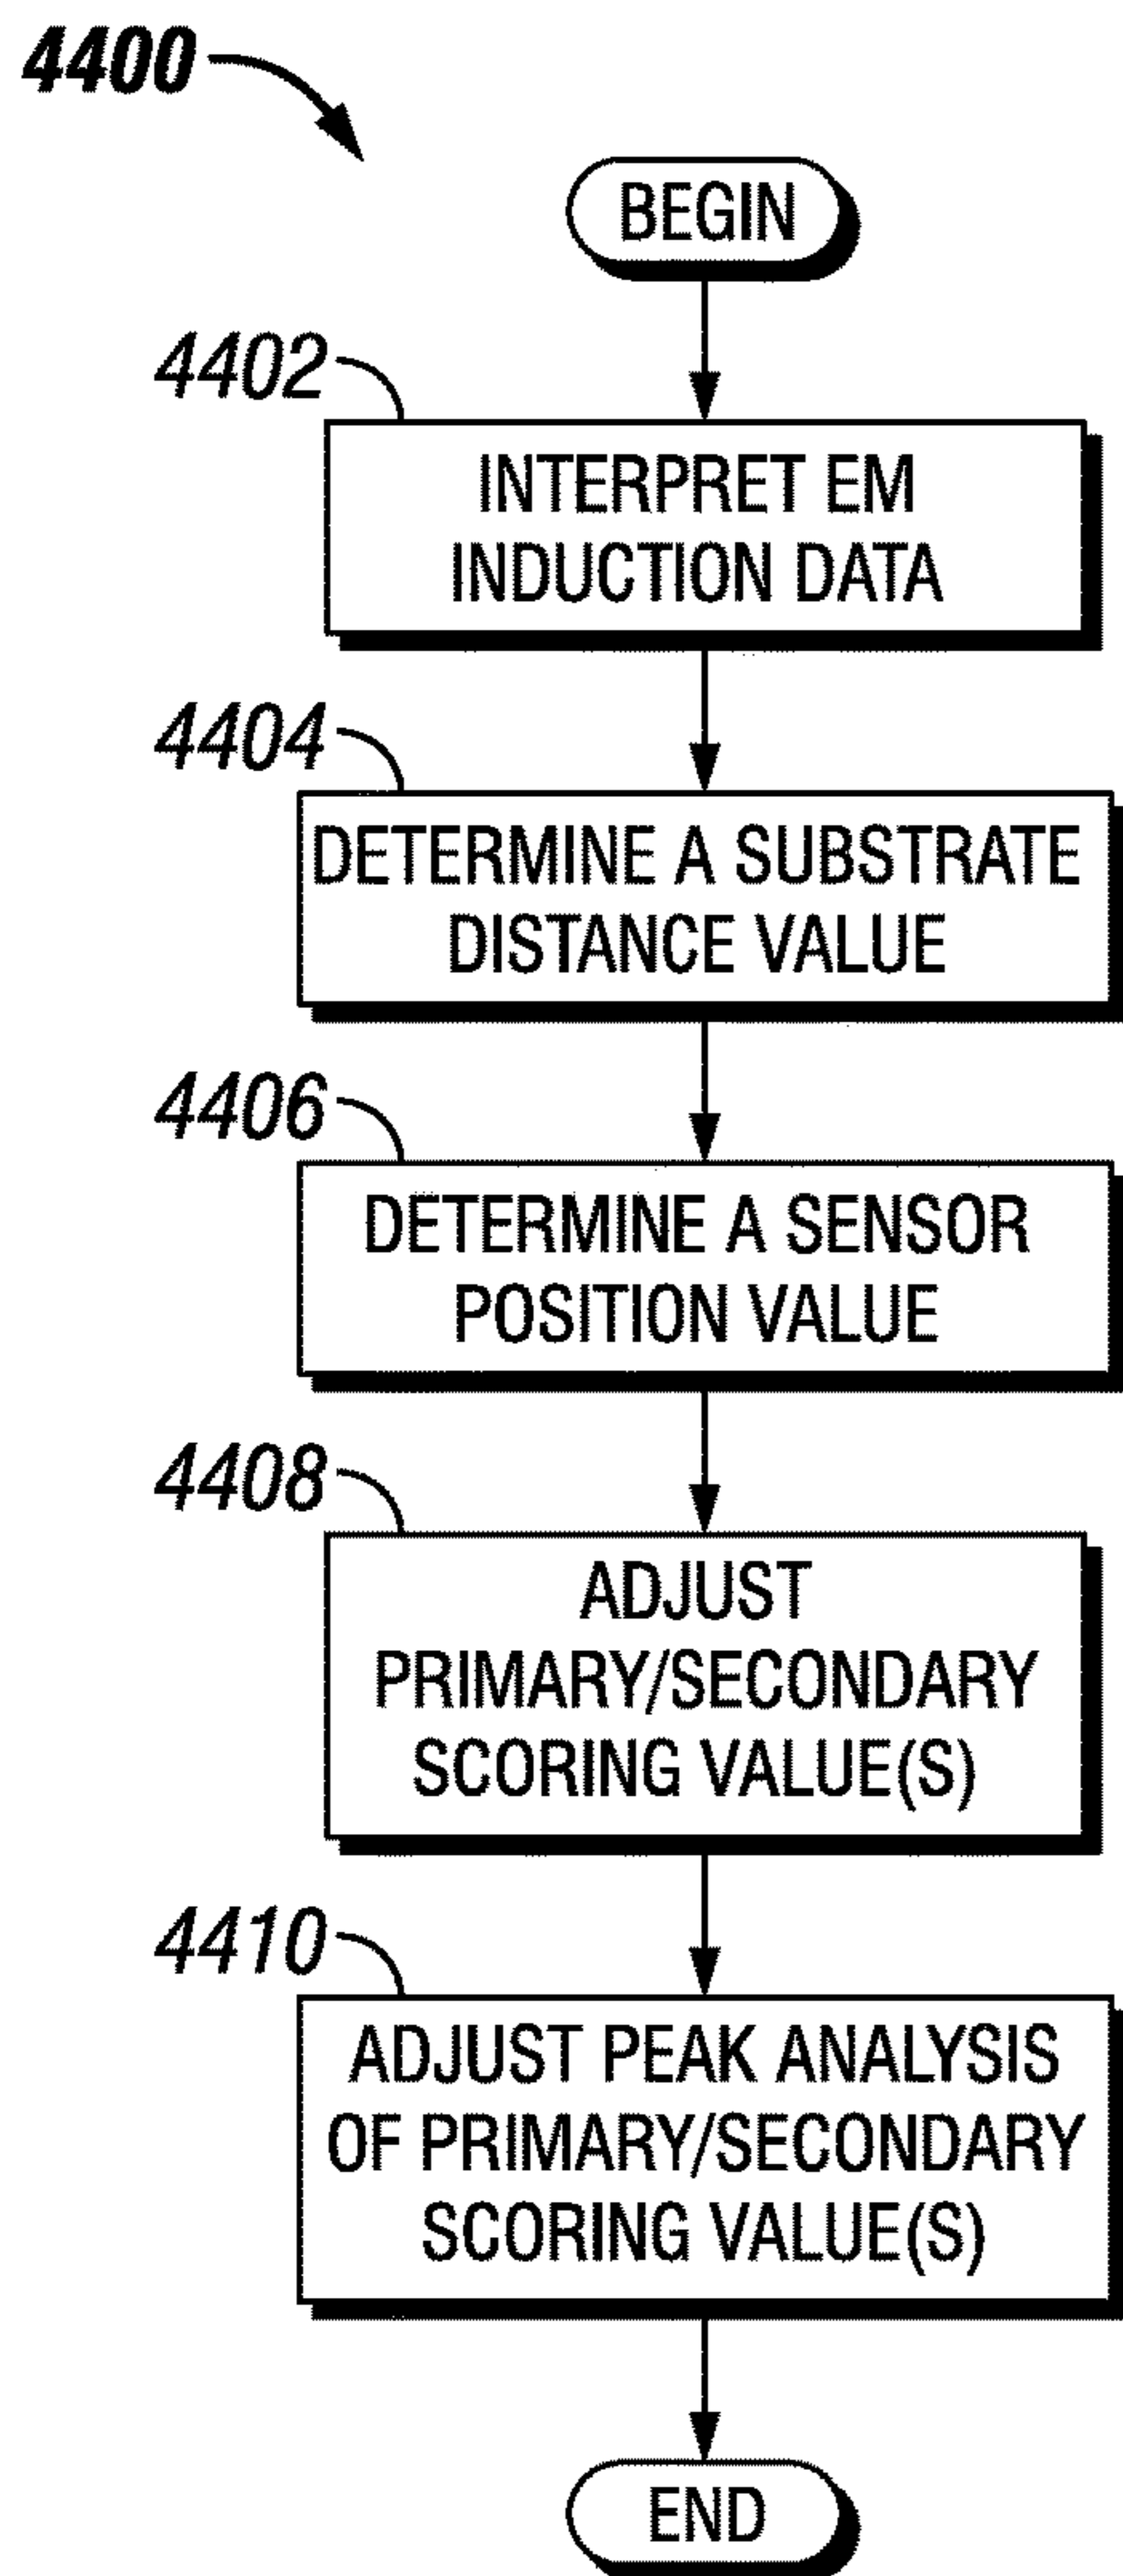 4400
BEGIN
4402
INTERPRET EM
INDUCTION DATA
4404
DETERMINE A SUBSTRATE
DISTANCE VALUE
4406
DETERMINE A SENSOR
POSITION VALUE
4408
ADJUST
PRIMARY/SECONDARY
SCORING VALUE(S)
4410
ADJUST PEAK ANALYSIS
OF PRIMARY/SECONDARY
SCORING VALUE(S)
END